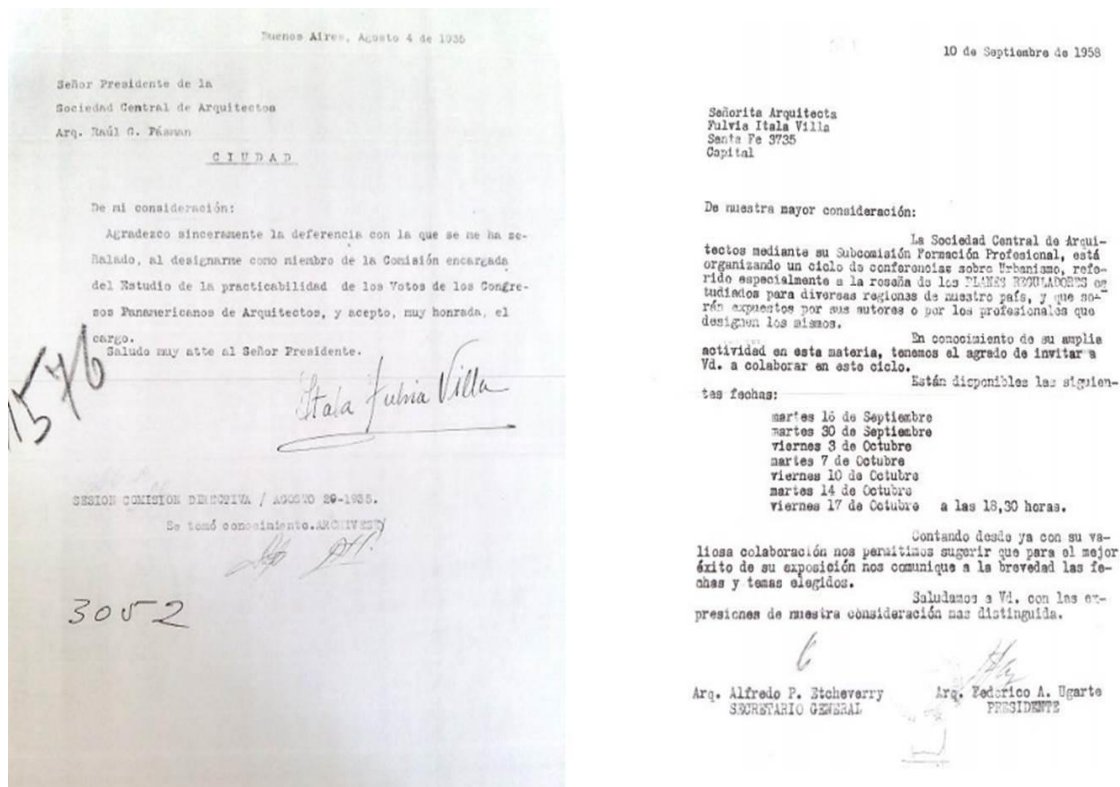 Buenos Aires, Agosto 4 de 1935
Señor Presidente de la
Sociedad Central de Arquitectos
Arq. Raúl G. Pásman
CIUDAD
De mi consideración:
Agradezco sinceramente la deferencia con la que se me ha se-
ñalado, al designarme como miembro de la Comisión encargada
del Estudio de la practicabilidad de los Votos de los Congre-
sos Panamericanos de Arquitectos, y acepto, muy honrada, el
cargo.
Saludo muy atte al Señor Presidente.
1576
Itala Fulvia Villa
SESION COMISIÓN DIRECTIVA / AGOSTO 29-1935.
Se tomó conocimiento. ARCHIVESE
3052
10 de Septiembre de 1958
Señorita Arquitecta
Fulvia Itala Villa
Santa Fe 3735
Capital
De nuestra mayor consideración:
La Sociedad Central de Arqui-
tectos mediante su Subcomisión Formación Profesional, está
organizando un ciclo de conferencias sobre Urbanismo, refe-
rido especialmente a la reseña de los PLANES REGULADORES es
tudiados para diversas regiones de nuestro país, y que se-
rán expuestos por sus autores o por los profesionales que
designen los mismos.
En conocimiento de su amplia
actividad en esta materia, tenemos el agrado de invitar a
Vd. a colaborar en este ciclo.
Están disponibles las siguien-
tes fechas:
martes 16 de Septiembre
martes 30 de Septiembre
viernes 3 de Octubre
martes 7 de Octubre
viernes 10 de Octubre
martes 14 de Octubre
viernes 17 de Octubre a las 18,30 horas.
Contando desde ya con su va-
liosa colaboración nos permitimos sugerir que para el mejor
éxito de su exposición nos comunique a la brevedad las fe-
chas y temas elegidos.
Saludamos a Vd. con las ex-
presiones de nuestra consideración mas distinguida.
Arq. Alfredo P. Etcheverry
SECRETARIO GENERAL
Arq. Federico A. Ugarte
PRESIDENTE